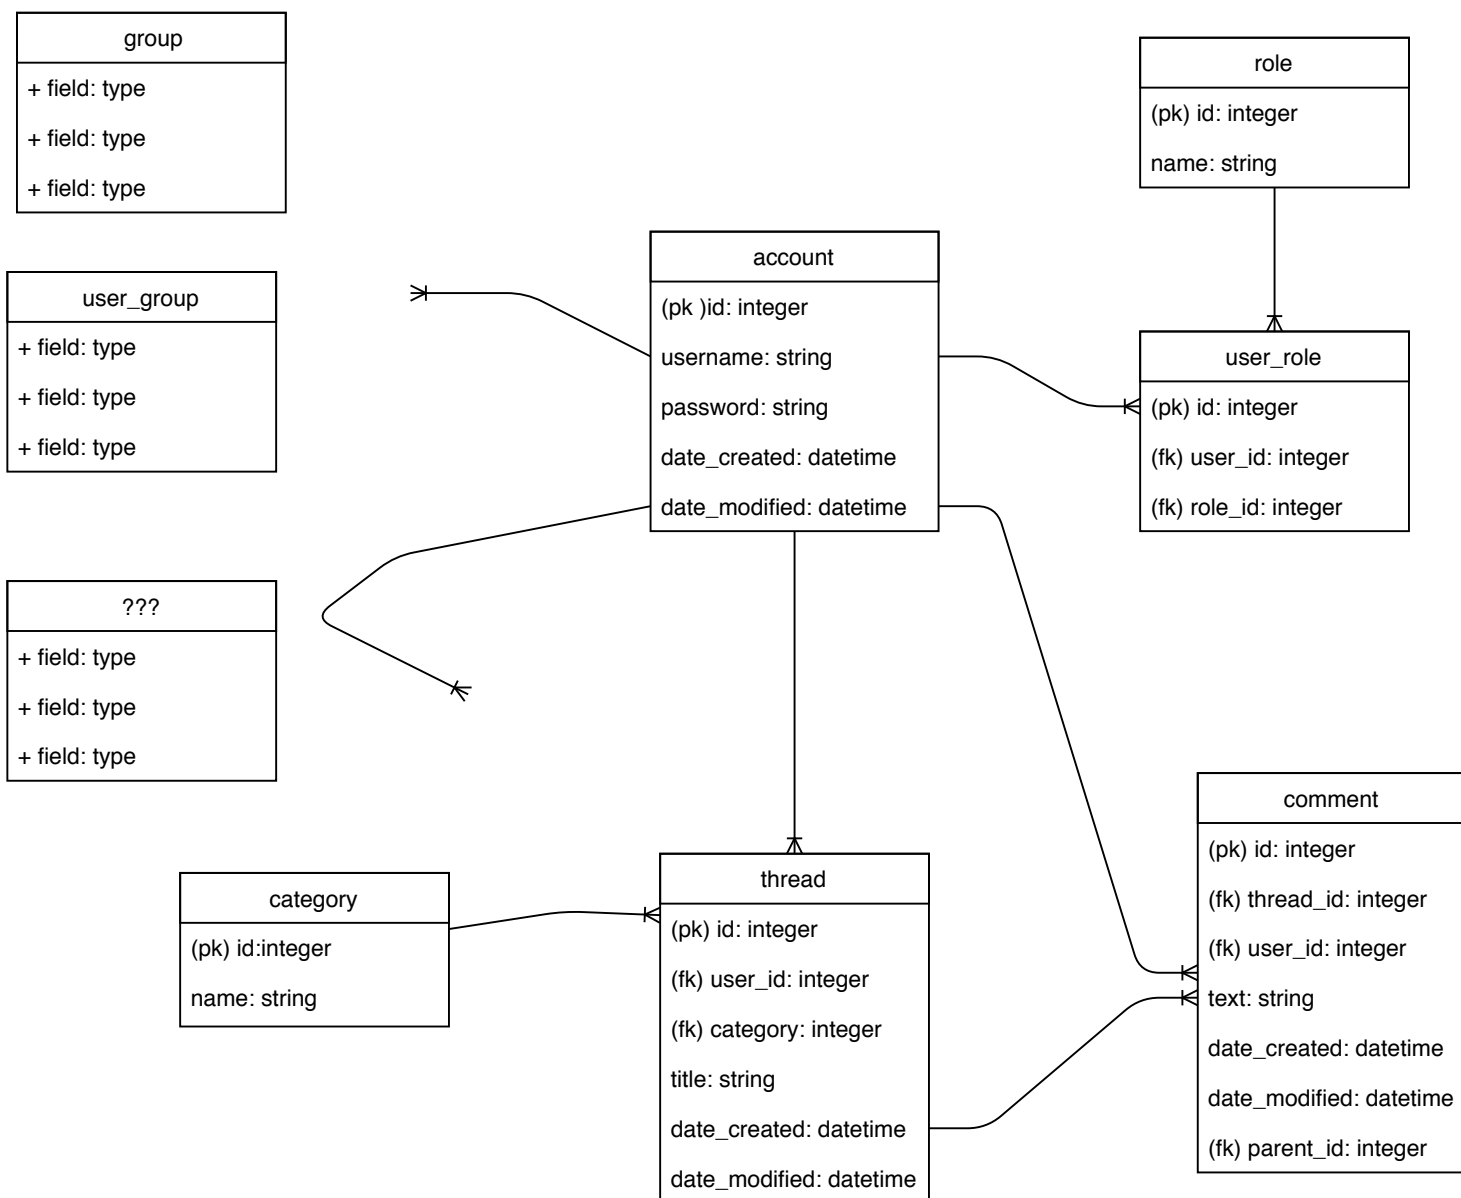 group
+ field: type
+ field: type
+ field: type
role
(pk) id: integer
name: string
account
(pk )id: integer
username: string
password: string
date_created: datetime
date_modified: datetime
user_group
+ field: type
+ field: type
+ field: type
user_role
(pk) id: integer
(fk) user_id: integer
(fk) role_id: integer
???
+ field: type
+ field: type
+ field: type
comment
(pk) id: integer
(fk) thread_id: integer
(fk) user_id: integer
text: string
date_created: datetime
date_modified: datetime
(fk) parent_id: integer
category
(pk) id:integer
name: string
thread
(pk) id: integer
(fk) user_id: integer
(fk) category: integer
title: string
date_created: datetime
date_modified: datetime